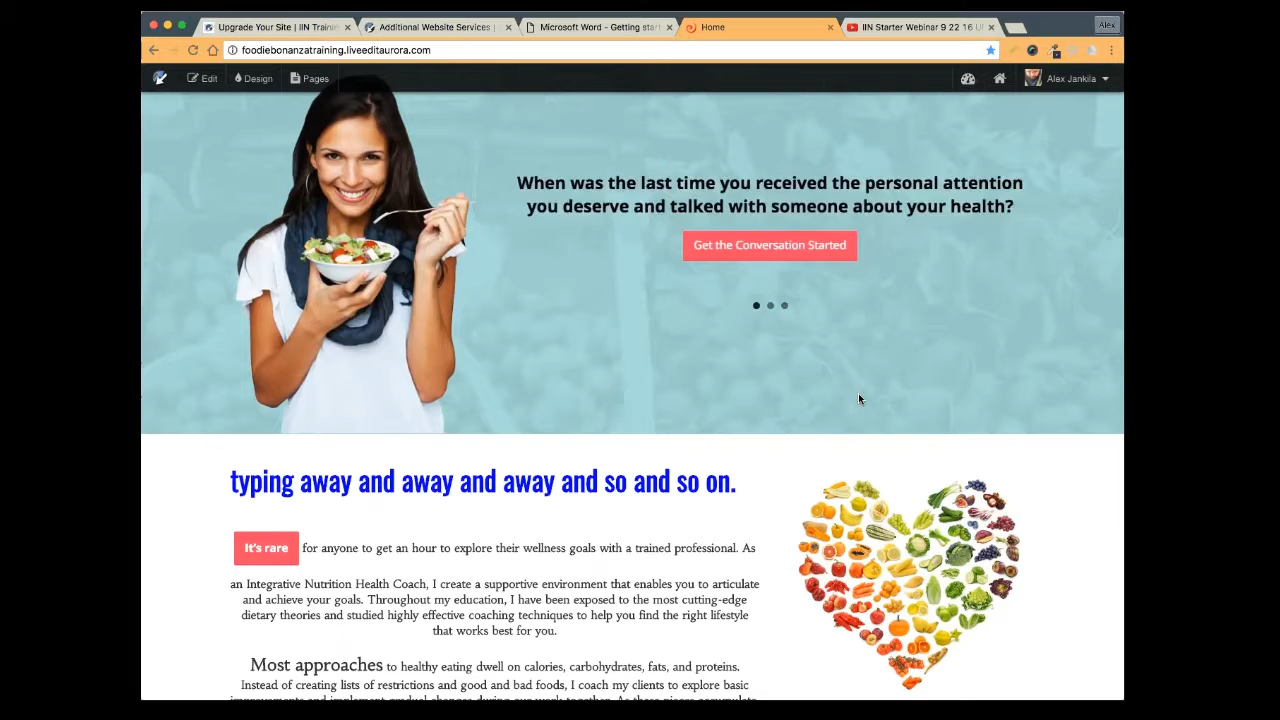 Upgrade Your Site | IIN Trainin
Additional Website Services |
Microsoft Word - Getting star
Home
IIN Starter Webinar 9 22 16 U
Alex
foodiebonanzatraining.liveeditaurora.com
Edit
Design
Pages
Alex Jankila
When was the last time you received the personal attention
you deserve and talked with someone about your health?
Get the Conversation Started
typing away and away and away and so and so on.
It's rare for anyone to get an hour to explore their wellness goals with a trained professional. As
an Integrative Nutrition Health Coach, I create a supportive environment that enables you to articulate
and achieve your goals. Throughout my education, I have been exposed to the most cutting-edge
dietary theories and studied highly effective coaching techniques to help you find the right lifestyle
that works best for you.
Most approaches to healthy eating dwell on calories, carbohydrates, fats, and proteins.
Instead of creating lists of restrictions and good and bad foods, I coach my clients to explore basic